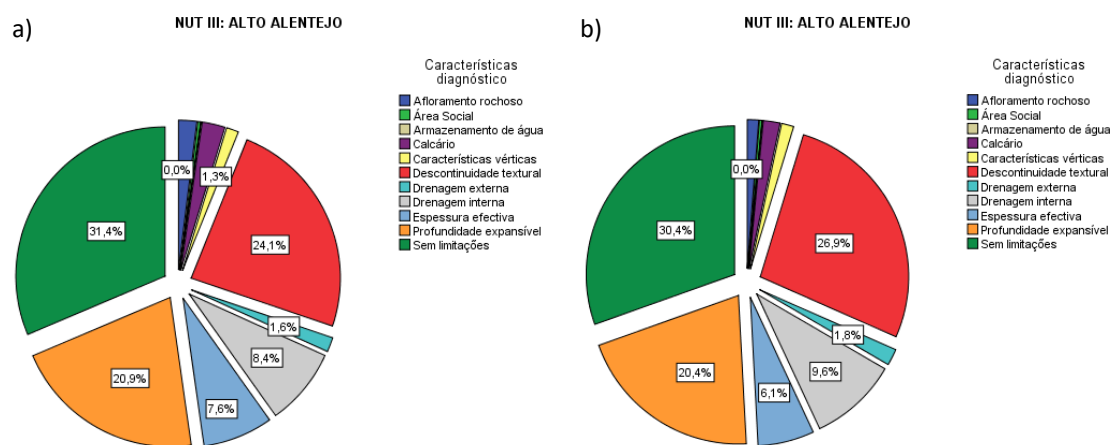 a)
NUT III: ALTO ALENTEJO
Características
diagnóstico
Afloramento rochoso
Área Social
Armazenamento de água
Calcário
Características vérticas
Descontinuidade textural
Drenagem externa
Drenagem interna
Espessura efectiva
Profundidade expansível
Sem limitações
0,0%
1,3%
31,4%
24,1%
1,6%
8,4%
20,9%
7,6%
b)
NUT III: ALTO ALENTEJO
Características
diagnóstico
Afloramento rochoso
Área Social
Armazenamento de água
Calcário
Características vérticas
Descontinuidade textural
Drenagem externa
Drenagem interna
Espessura efectiva
Profundidade expansível
Sem limitações
0,0%
30,4%
26,9%
1,8%
9,6%
20,4%
6,1%